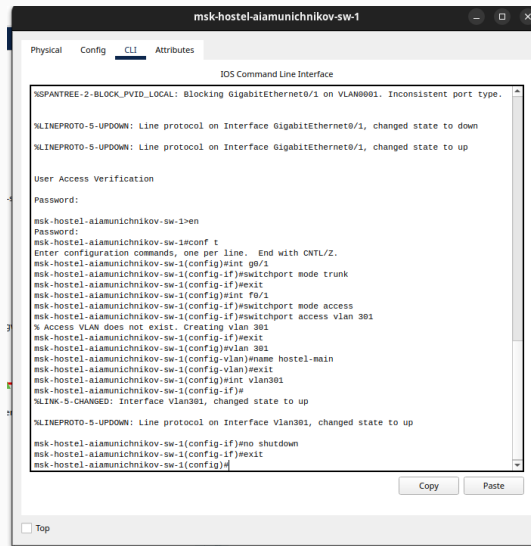 msk-hostel-aiamunichnikov-sw-1
Physical Config CLI Attributes
IOS Command Line Interface
%SPANTREE-2-BLOCK_PVID_LOCAL: Blocking GigabitEthernet0/1 on VLAN0001. Inconsistent port type.
%LINEPROTO-5-UPDOWN: Line protocol on Interface GigabitEthernet0/1, changed state to down
%LINEPROTO-5-UPDOWN: Line protocol on Interface GigabitEthernet0/1, changed state to up
User Access Verification
Password:
msk-hostel-aiamunichnikov-sw-1>en
Password:
msk-hostel-aiamunichnikov-sw-1#conf t
Enter configuration commands, one per line. End with CNTL/Z.
msk-hostel-aiamunichnikov-sw-1(config)#int g0/1
msk-hostel-aiamunichnikov-sw-1(config-if)#switchport mode trunk
msk-hostel-aiamunichnikov-sw-1(config-if)#exit
msk-hostel-aiamunichnikov-sw-1(config)#int f0/1
msk-hostel-aiamunichnikov-sw-1(config-if)#switchport mode access
msk-hostel-aiamunichnikov-sw-1(config-if)#switchport access vlan 301
% Access VLAN does not exist. Creating vlan 301
msk-hostel-aiamunichnikov-sw-1(config-if)#exit
msk-hostel-aiamunichnikov-sw-1(config)#vlan 301
msk-hostel-aiamunichnikov-sw-1(config-vlan)#name hostel-main
msk-hostel-aiamunichnikov-sw-1(config-vlan)#exit
msk-hostel-aiamunichnikov-sw-1(config)#int vlan301
msk-hostel-aiamunichnikov-sw-1(config-if)#
%LINK-5-CHANGED: Interface Vlan301, changed state to up
%LINEPROTO-5-UPDOWN: Line protocol on Interface Vlan301, changed state to up
msk-hostel-aiamunichnikov-sw-1(config-if)#no shutdown
msk-hostel-aiamunichnikov-sw-1(config-if)#exit
msk-hostel-aiamunichnikov-sw-1(config)#
Copy Paste
Top